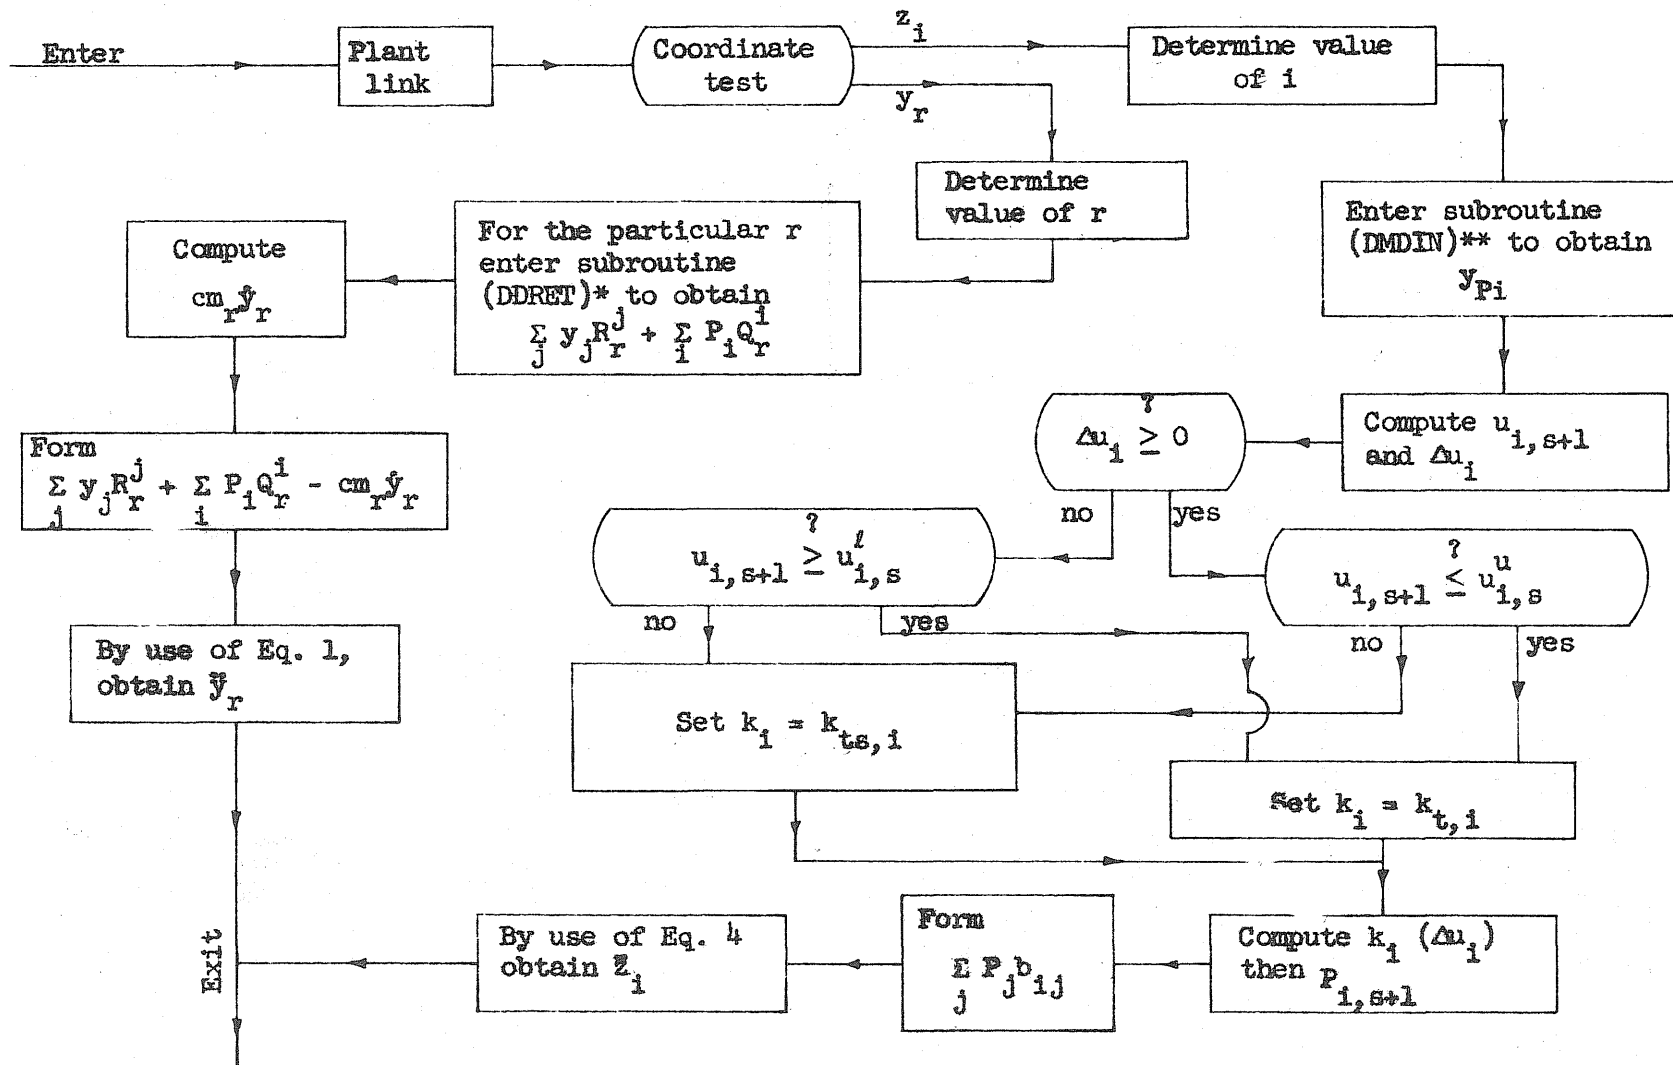 Enter
Plant
link
Coordinate
test
z_i
y_r
Determine value
of i
Determine
value of r
Enter subroutine
(DMDIN)** to obtain
y_Pi
For the particular r
enter subroutine
(DDRET)* to obtain
Σ_j y_j R_r^j + Σ_i P_i Q_r^i
Compute
cm_r ẏ_r
Form
Σ_j y_j R_r^j + Σ_i P_i Q_r^i - cm_r ẏ_r
By use of Eq. 1,
obtain ÿ_r
Compute u_i,s+1
and Δu_i
?
Δu_i ≥ 0
no
yes
?
u_i,s+1 ≥ u_i,s^ℓ
no
yes
?
u_i,s+1 ≤ u_i,s^u
no
yes
Set k_i = k_ts,i
Set k_i = k_t,i
Compute k_i (Δu_i)
then P_i,s+1
Form
Σ_j P_j b_ij
By use of Eq. 4
obtain z̈_i
Exit